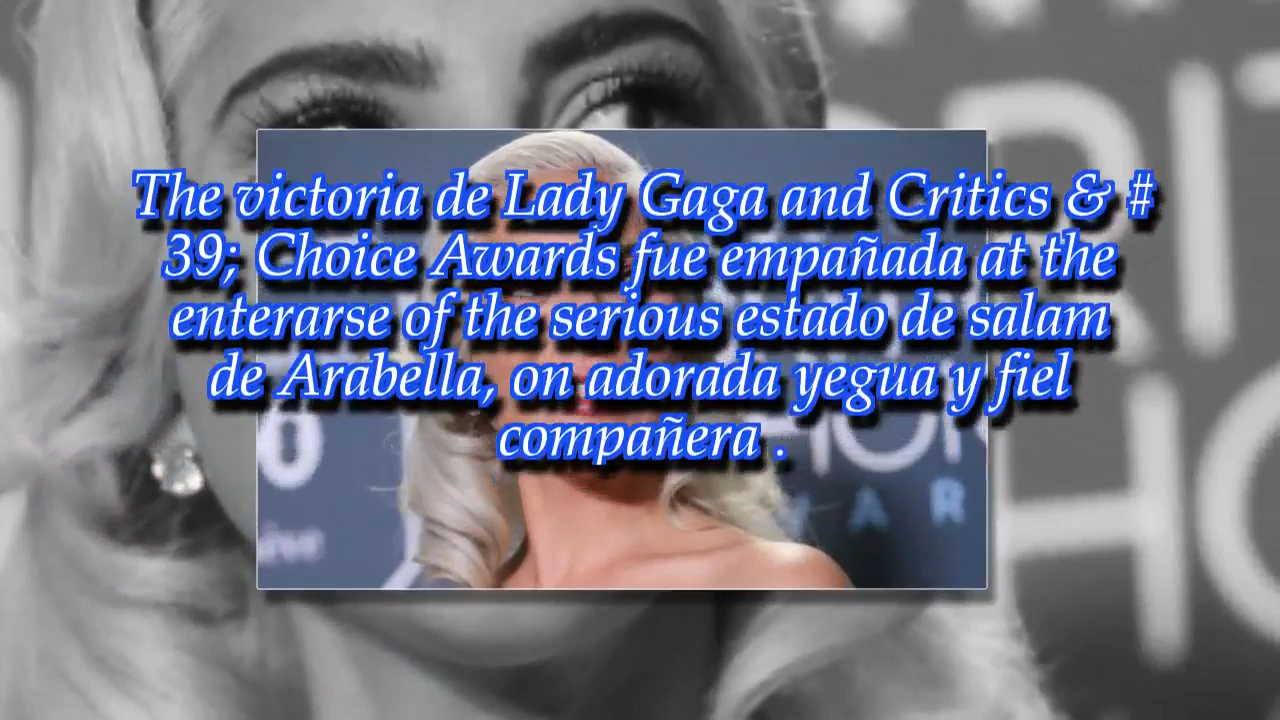 The victoria de Lady Gaga and Critics & #
39; Choice Awards fue empañada at the
enterarse of the serious estado de salam
de Arabella, on adorada yegua y fiel
compañera .